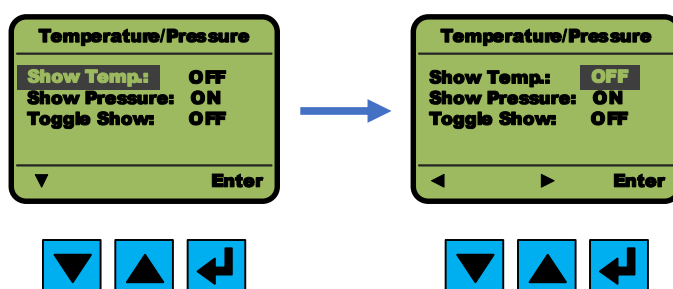 Temperature/Pressure
Show Temp.: OFF
Show Pressure: ON
Toggle Show: OFF
▼ Enter
Temperature/Pressure
Show Temp.: OFF
Show Pressure: ON
Toggle Show: OFF
◀ ▶ Enter